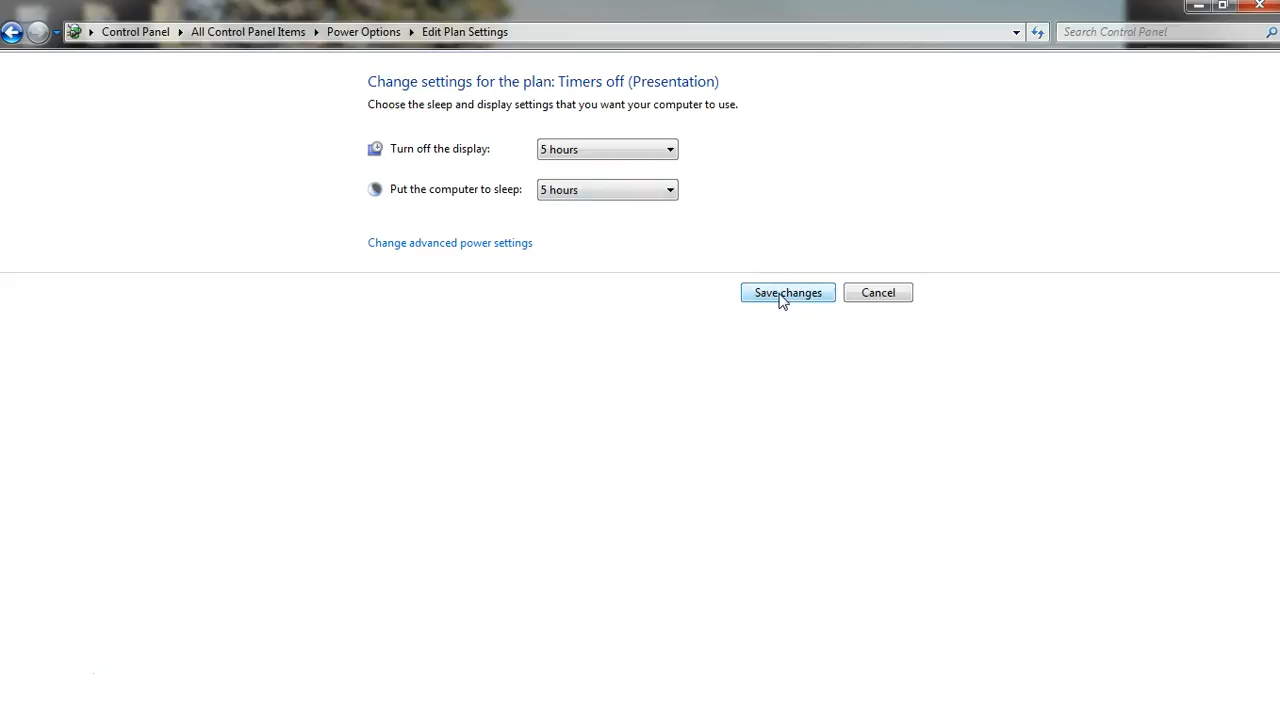 Control Panel All Control Panel Items Power Options Edit Plan Settings Search Control Panel
Change settings for the plan: Timers off (Presentation)
Choose the sleep and display settings that you want your computer to use.
Turn off the display: 5 hours
Put the computer to sleep: 5 hours
Change advanced power settings
Save changes Cancel